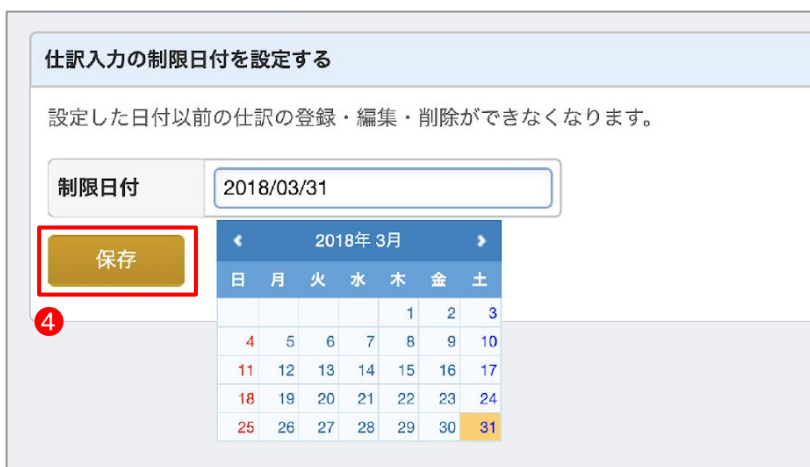 仕訳入力の制限日付を設定する
設定した日付以前の仕訳の登録・編集・削除ができなくなります。
制限日付 2018/03/31
保存
4
2018年 3月
日 月 火 水 木 金 土
1 2 3
4 5 6 7 8 9 10
11 12 13 14 15 16 17
18 19 20 21 22 23 24
25 26 27 28 29 30 31